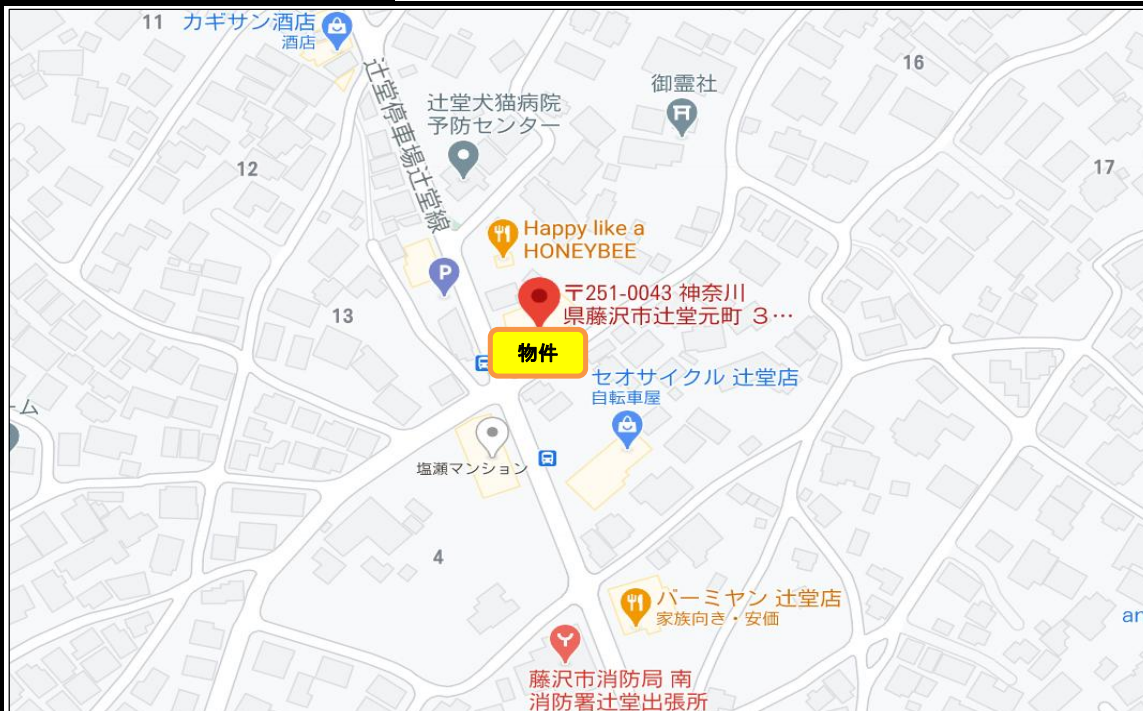 11
カギサン酒店
酒店
16
辻堂停車場辻堂線
辻堂犬猫病院
予防センター
御霊社
12
17
Happy like a
HONEYBEE
P
〒251-0043 神奈川
県藤沢市辻堂元町 3…
13
物件
セオサイクル 辻堂店
自転車屋
ーム
塩瀬マンション
4
バーミヤン 辻堂店
家族向き・安価
an
藤沢市消防局 南
消防署辻堂出張所